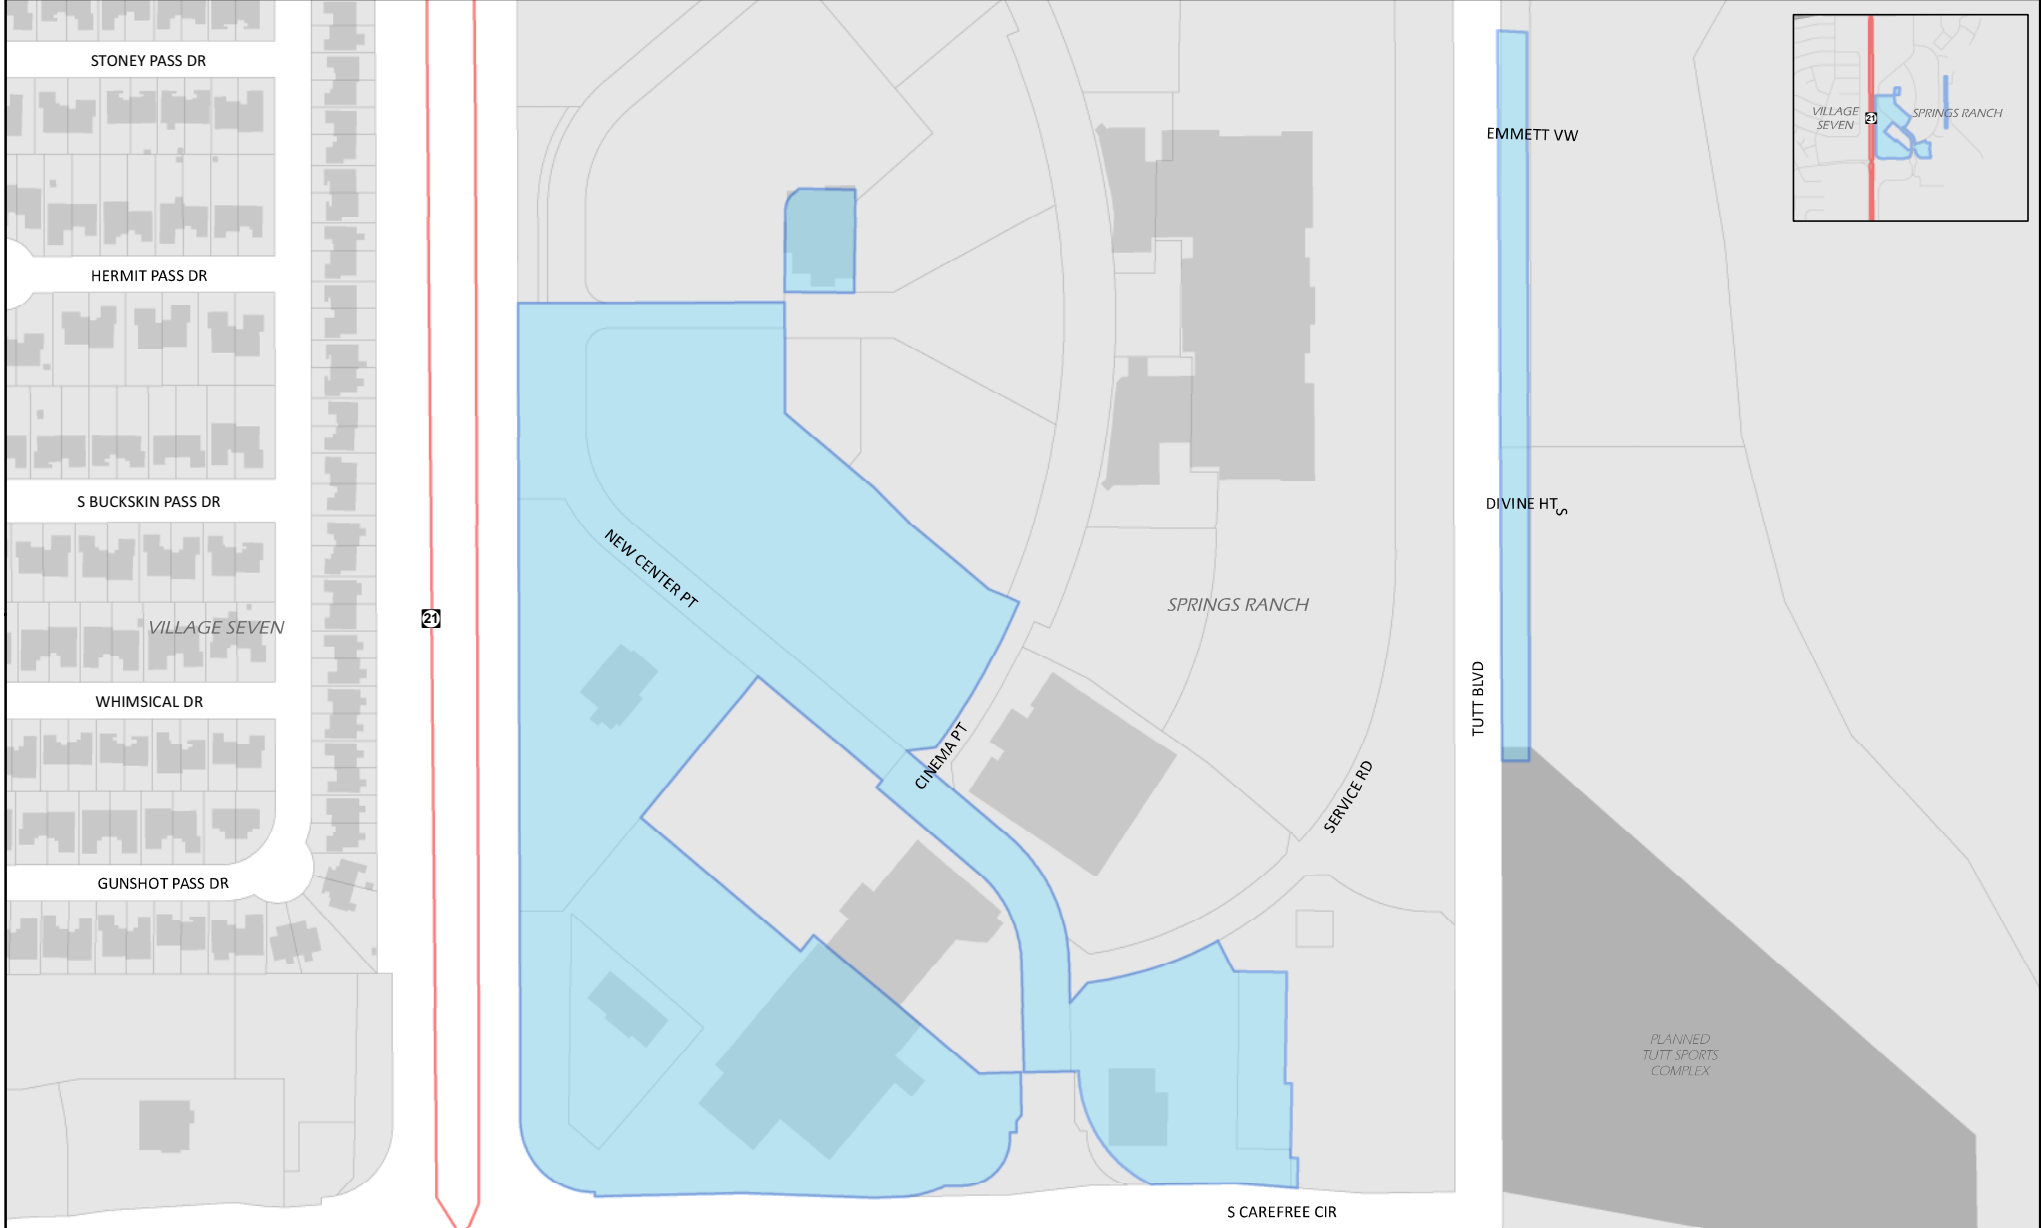 STONEY PASS DR
EMMETT VW
VILLAGE
SEVEN
21
SPRINGS RANCH
HERMIT PASS DR
S BUCKSKIN PASS DR
DIVINE HTS
NEW CENTER PT
SPRINGS RANCH
21
VILLAGE SEVEN
WHIMSICAL DR
TUTT BLVD
CINEMA PT
SERVICE RD
GUNSHOT PASS DR
PLANNED
TUTT SPORTS
COMPLEX
S CAREFREE CIR